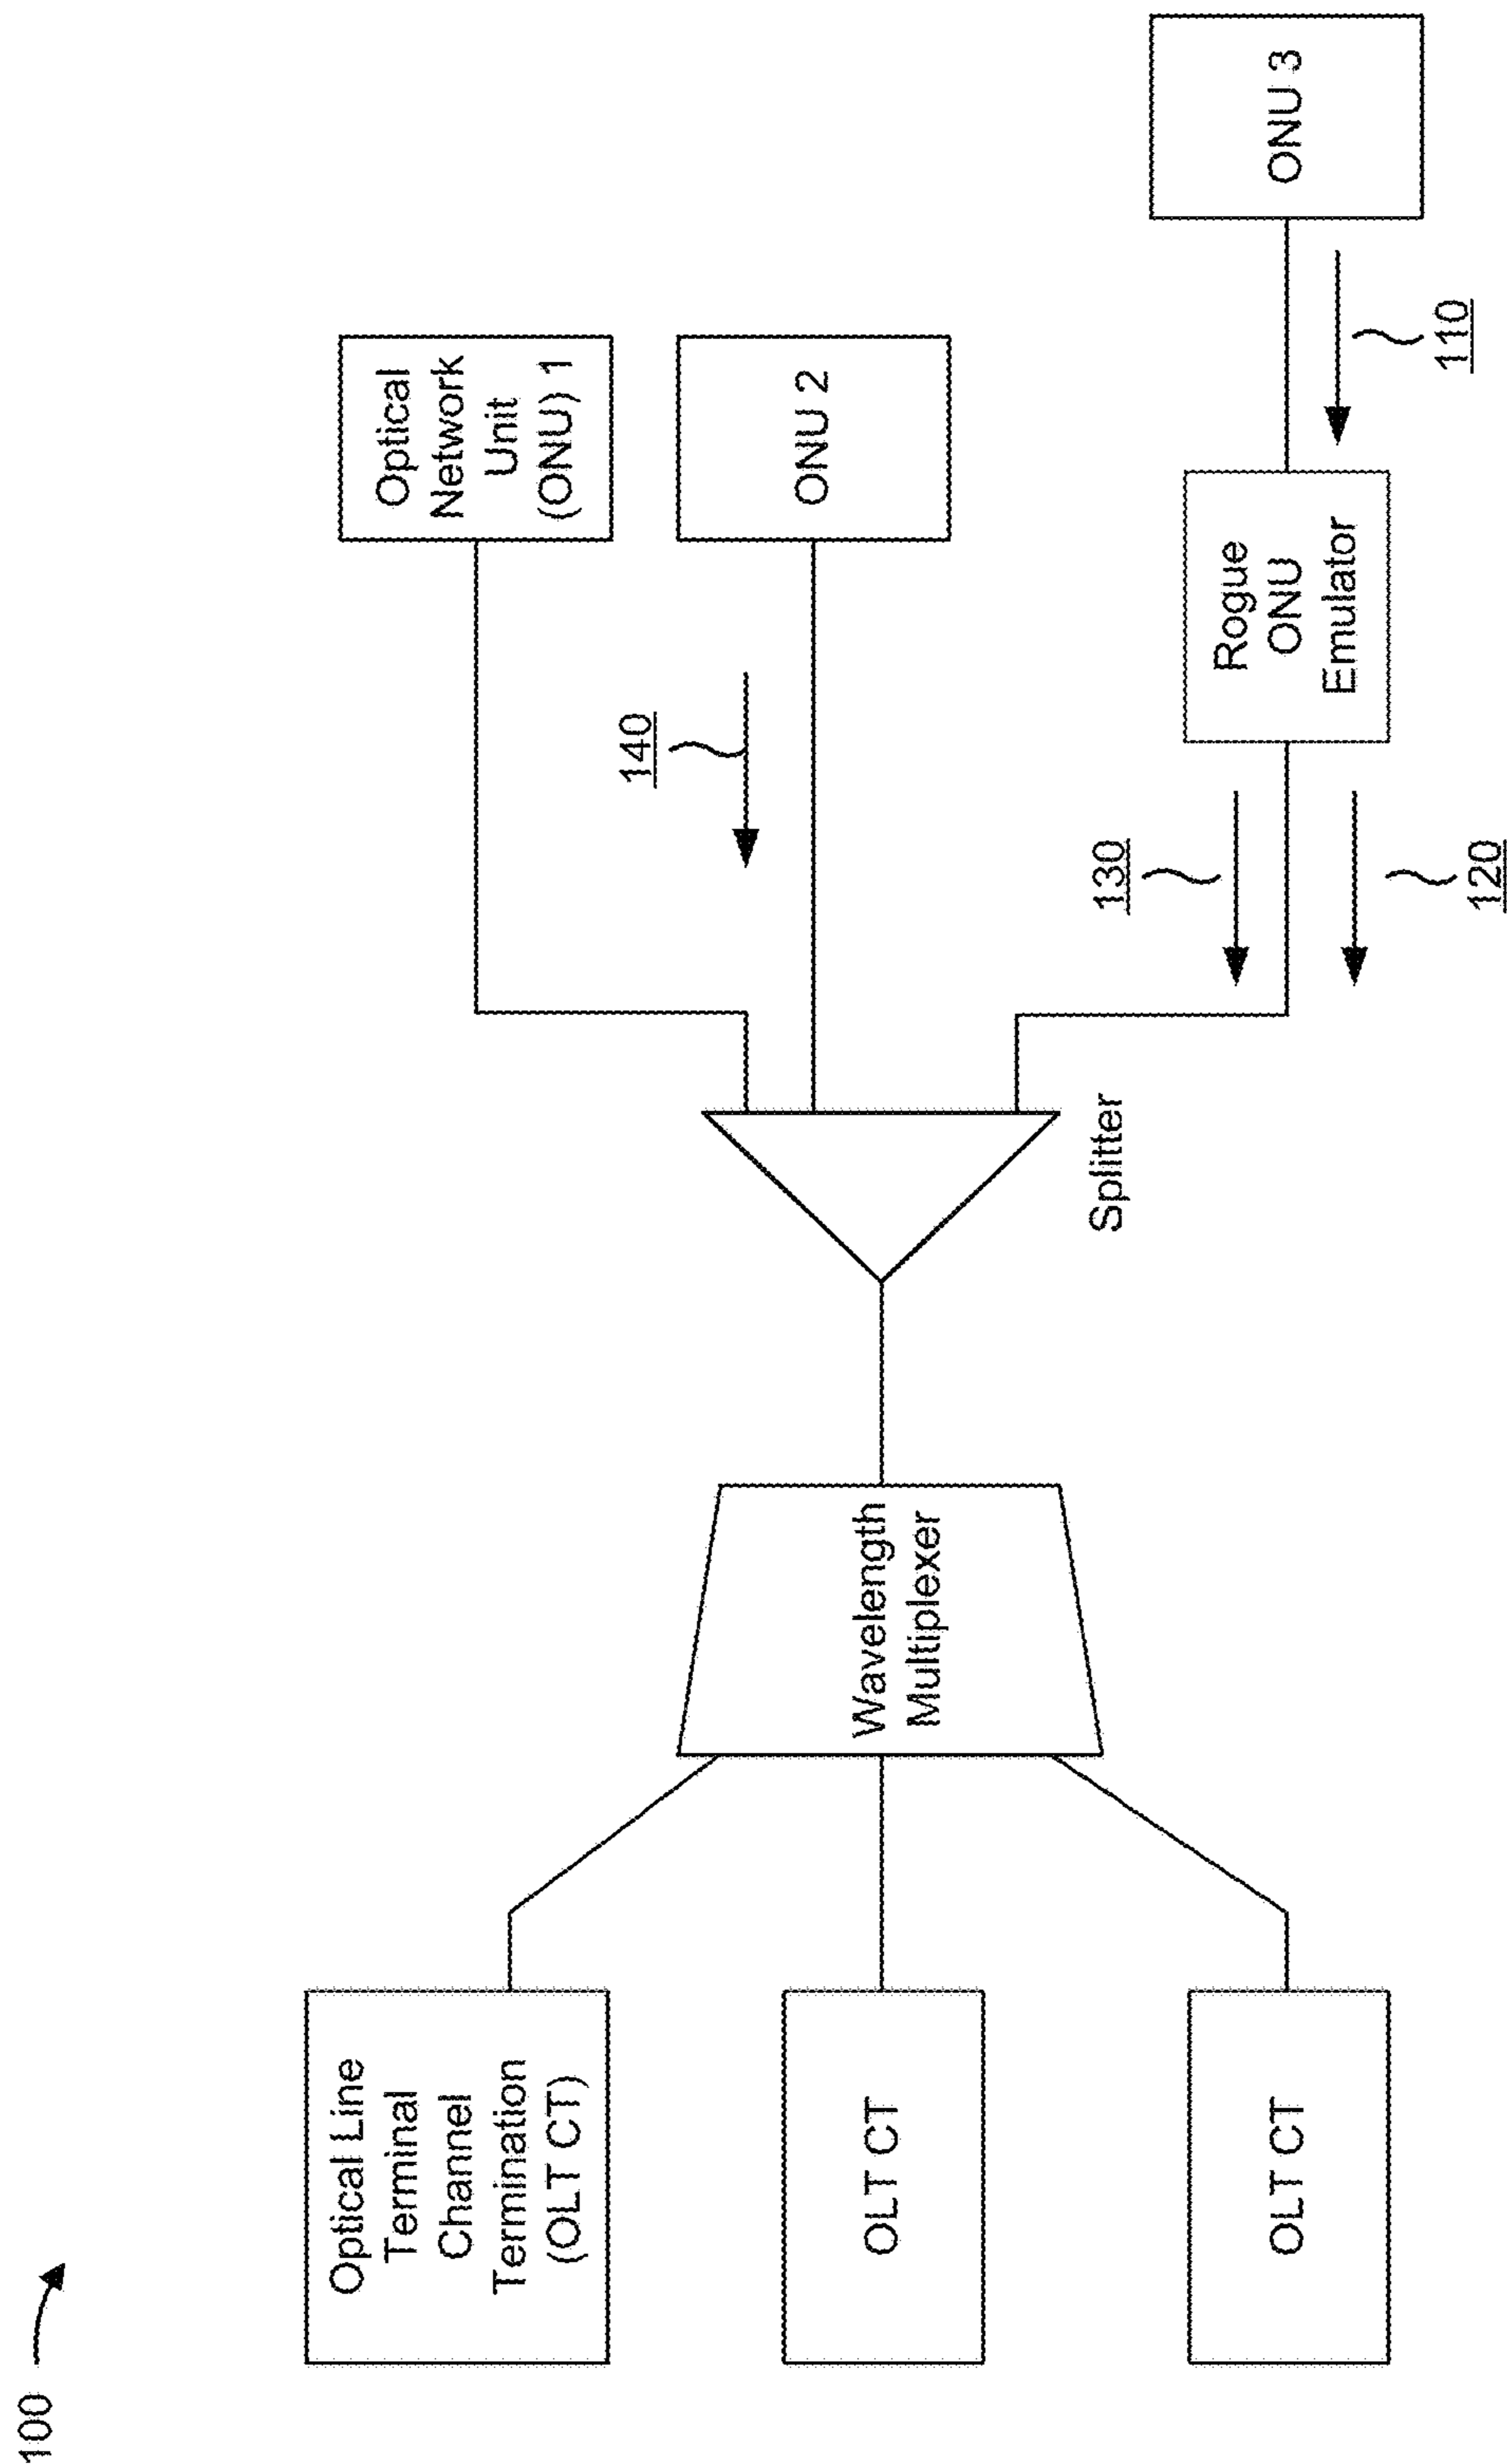 100
Optical Line
Terminal
Channel
Termination
(OLT CT)
OLT CT
OLT CT
Wavelength
Multiplexer
Splitter
Optical
Network
Unit
(ONU) 1
140
ONU 2
130
120
Rogue
ONU
Emulator
110
ONU 3